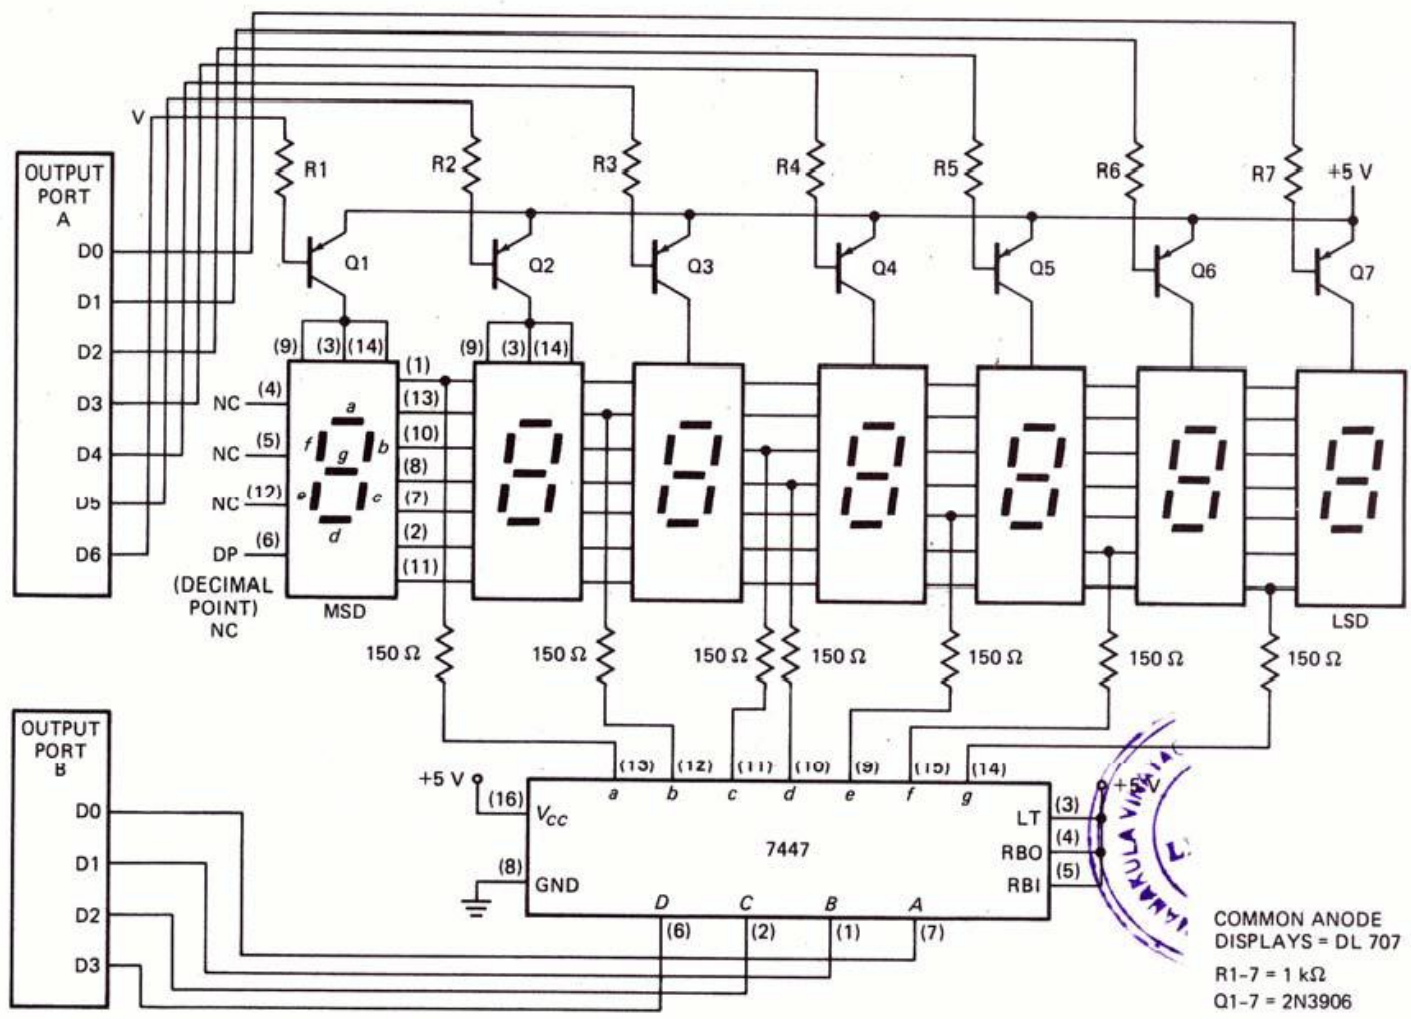 V
OUTPUT
PORT
A
D0
D1
D2
D3
D4
D5
D6
R1
R2
R3
R4
R5
R6
R7
+5 V
Q1
Q2
Q3
Q4
Q5
Q6
Q7
(9) (3) (14)
(9) (3) (14)
NC (4)
NC (5)
NC (12)
DP (6)
(DECIMAL
POINT)
NC
a
f
b
g
e
c
d
(1)
(13)
(10)
(8)
(7)
(2)
(11)
MSD
LSD
150 Ω
150 Ω
150 Ω
150 Ω
150 Ω
150 Ω
150 Ω
OUTPUT
PORT
B
D0
D1
D2
D3
+5 V
(13) (12) (11) (10) (9) (15) (14)
a b c d e f g
(16) VCC
7447
(8) GND
LT (3)
RBO (4)
RBI (5)
+5 V
D C B A
(6) (2) (1) (7)
COMMON ANODE
DISPLAYS = DL 707
R1-7 = 1 kΩ
Q1-7 = 2N3906